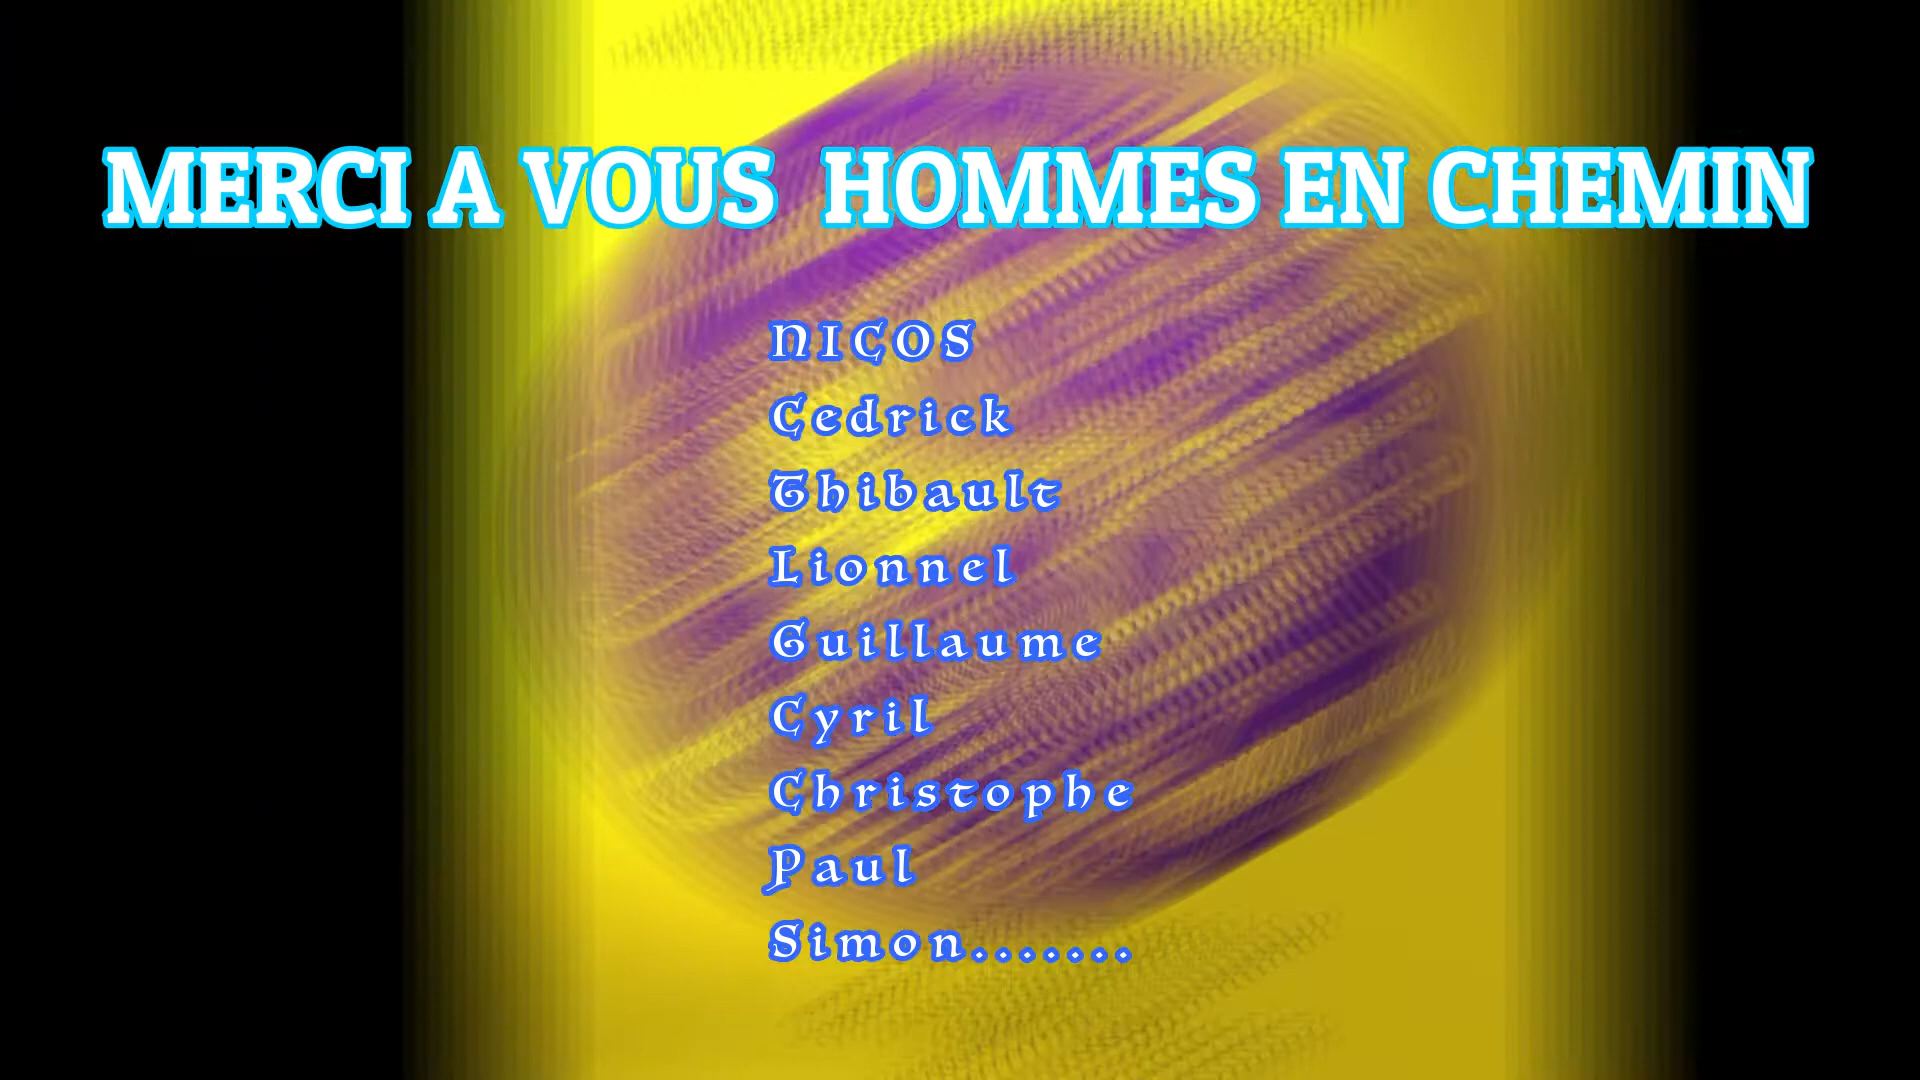 MERCI A VOUS  HOMMES EN CHEMIN
NICOS
Cedrick
Thibault
Lionnel
Guillaume
Cyril
Christophe
Paul
Simon.......